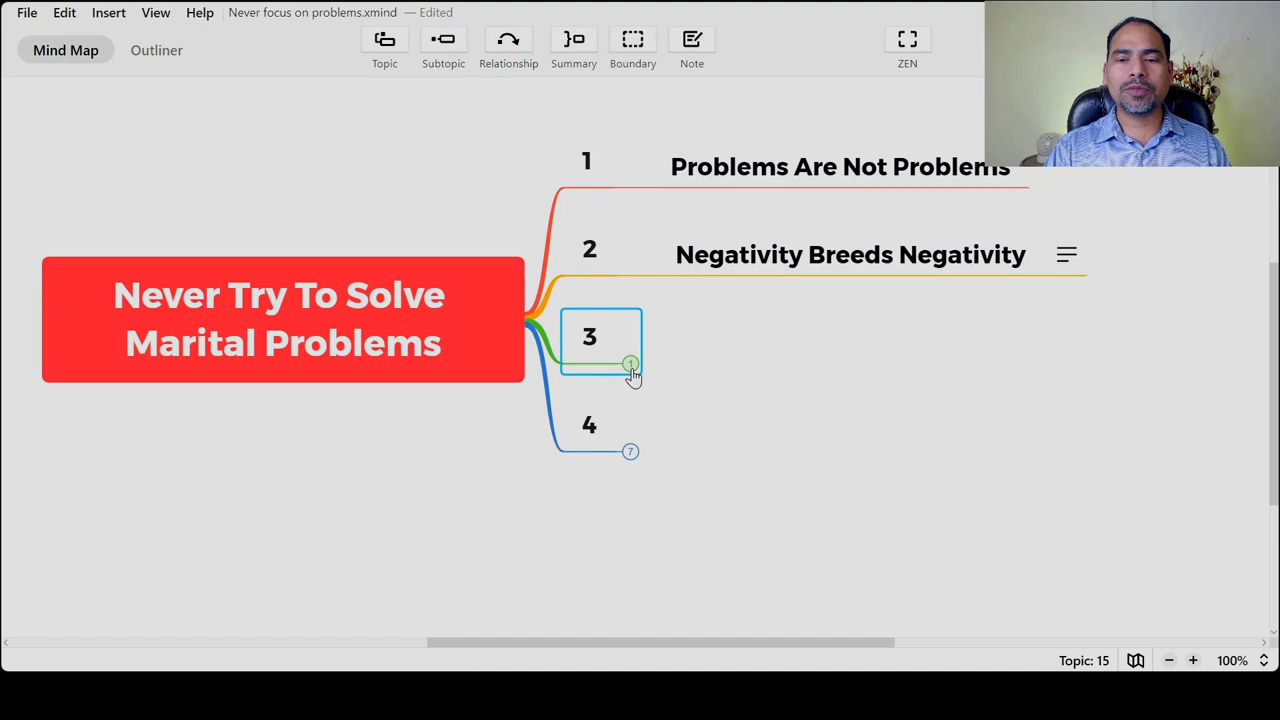 File Edit Insert View Help Never focus on problems.xmind — Edited
Mind Map Outliner
Topic Subtopic Relationship Summary Boundary Note ZEN
1 Problems Are Not Problems
2 Negativity Breeds Negativity
Never Try To Solve
Marital Problems
3
1
4
7
Topic: 15 100%